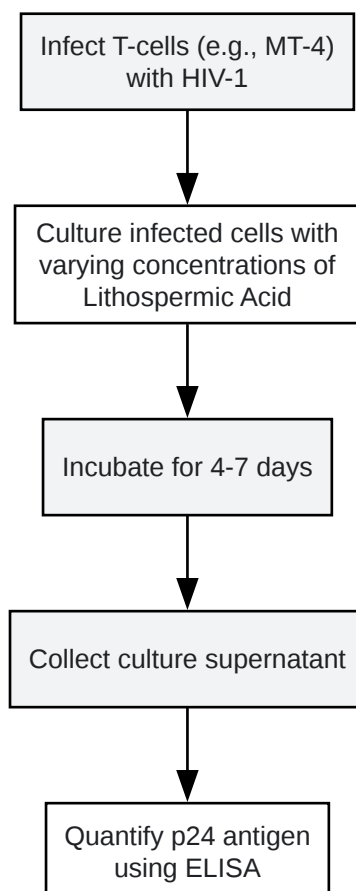 Infect T-cells (e.g., MT-4)
with HIV-1
Culture infected cells with
varying concentrations of
Lithospermic Acid
Incubate for 4-7 days
Collect culture supernatant
Quantify p24 antigen
using ELISA